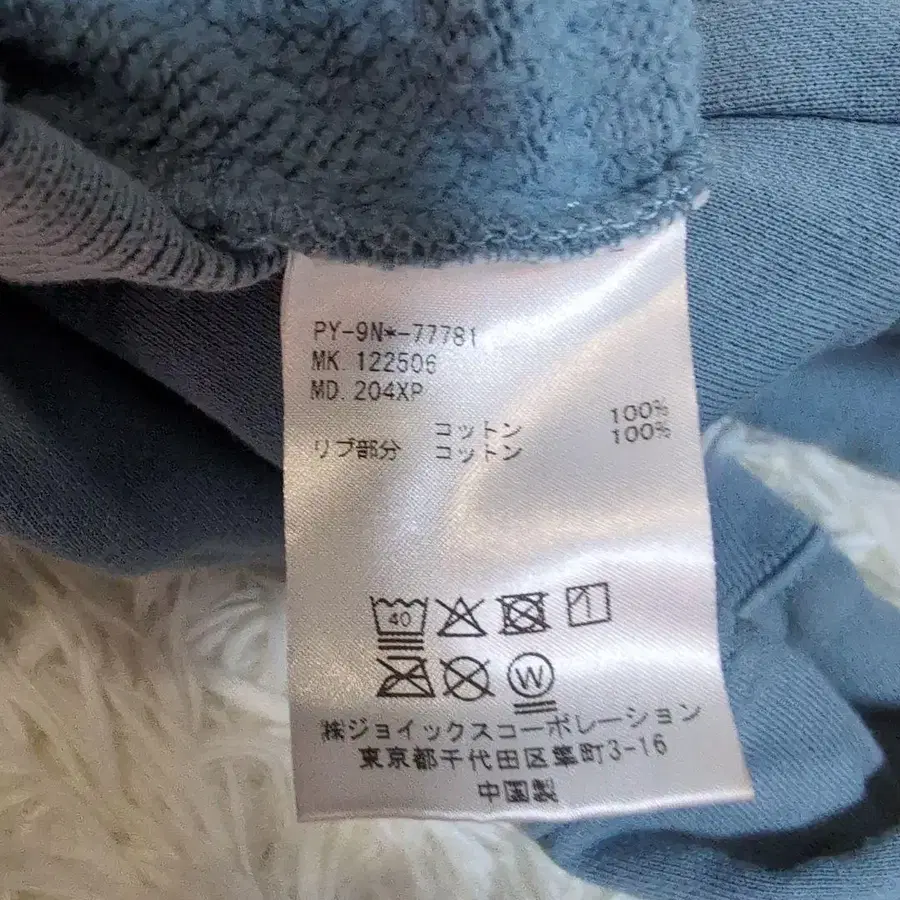 PY-9N*-77781
MK. 122506
MD. 204XP
コットン 100%
リブ部分 コットン 100%
40
W
㈱ジョイックスコーポレーション
東京都千代田区隼町3-16
中国製